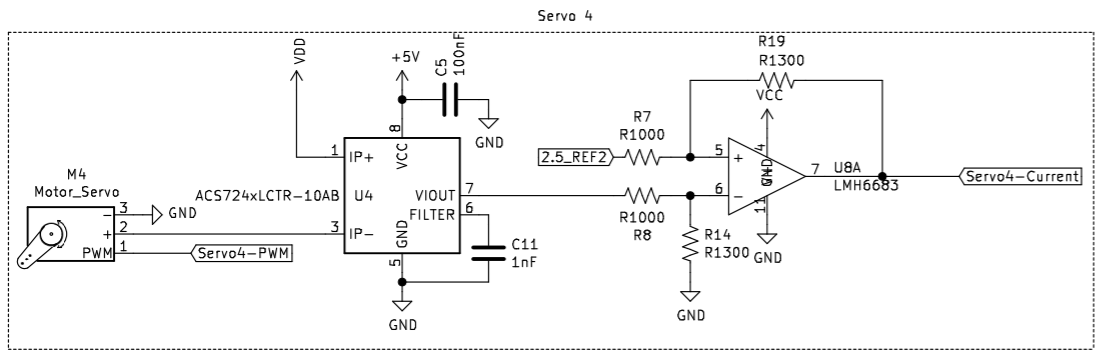 Servo 4
VDD
+5V
C5
100nF
GND
8
VCC
1
IP+
ACS724xLCTR-10AB
U4
VIOUT
7
FILTER
6
3
IP-
GND
5
GND
C11
1nF
M4
Motor_Servo
-
3
GND
+
2
PWM
1
Servo4-PWM
R19
R1300
VCC
R7
R1000
2.5_REF2
5
+
4
GND
7
U8A
LMH6683
Servo4-Current
6
-
11
GND
R1000
R8
R14
R1300
GND